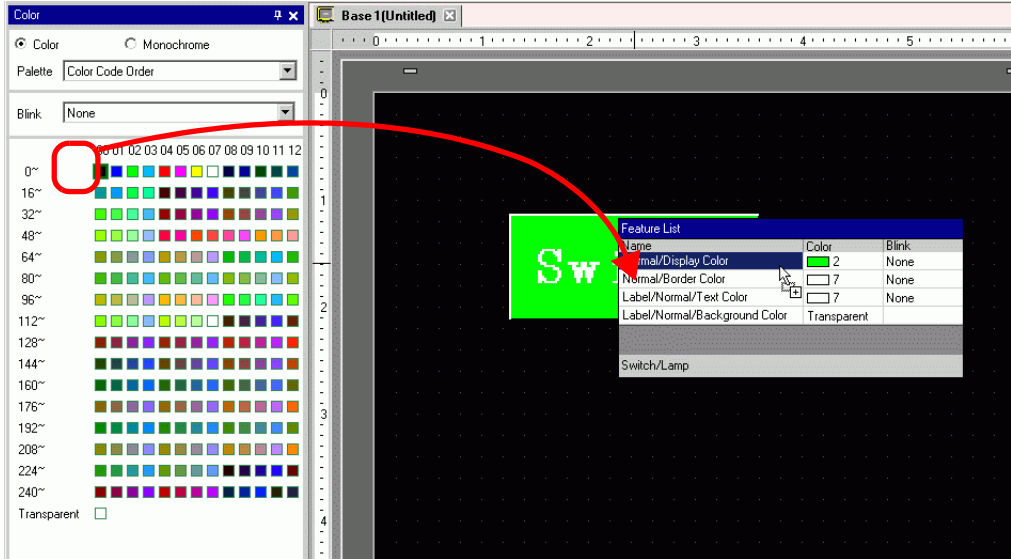 Color
Base 1(Untitled)
Color Monochrome
0 1 2 3 4 5
Palette Color Code Order
Blink None
0
00 01 02 03 04 05 06 07 08 09 10 11 12
0~
16~
1
32~
48~
Feature List
Name Color Blink
64~
Normal/Display Color 2 None
Swi
80~
Normal/Border Color 7 None
96~
Label/Normal/Text Color 7 None
2
112~
Label/Normal/Background Color Transparent
128~
144~
Switch/Lamp
160~
176~
3
192~
208~
224~
240~
Transparent
4